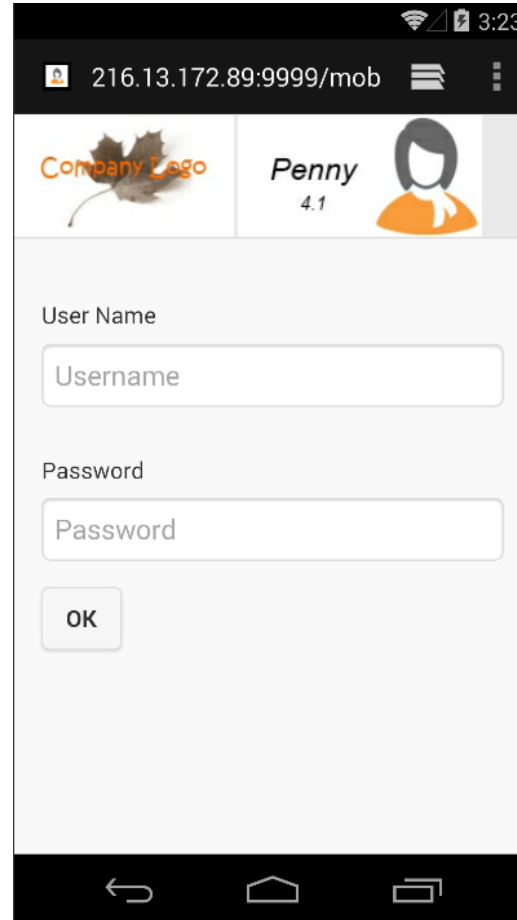 3:23
216.13.172.89:9999/mob
Company Logo
Penny
4.1
User Name
Username
Password
Password
OK